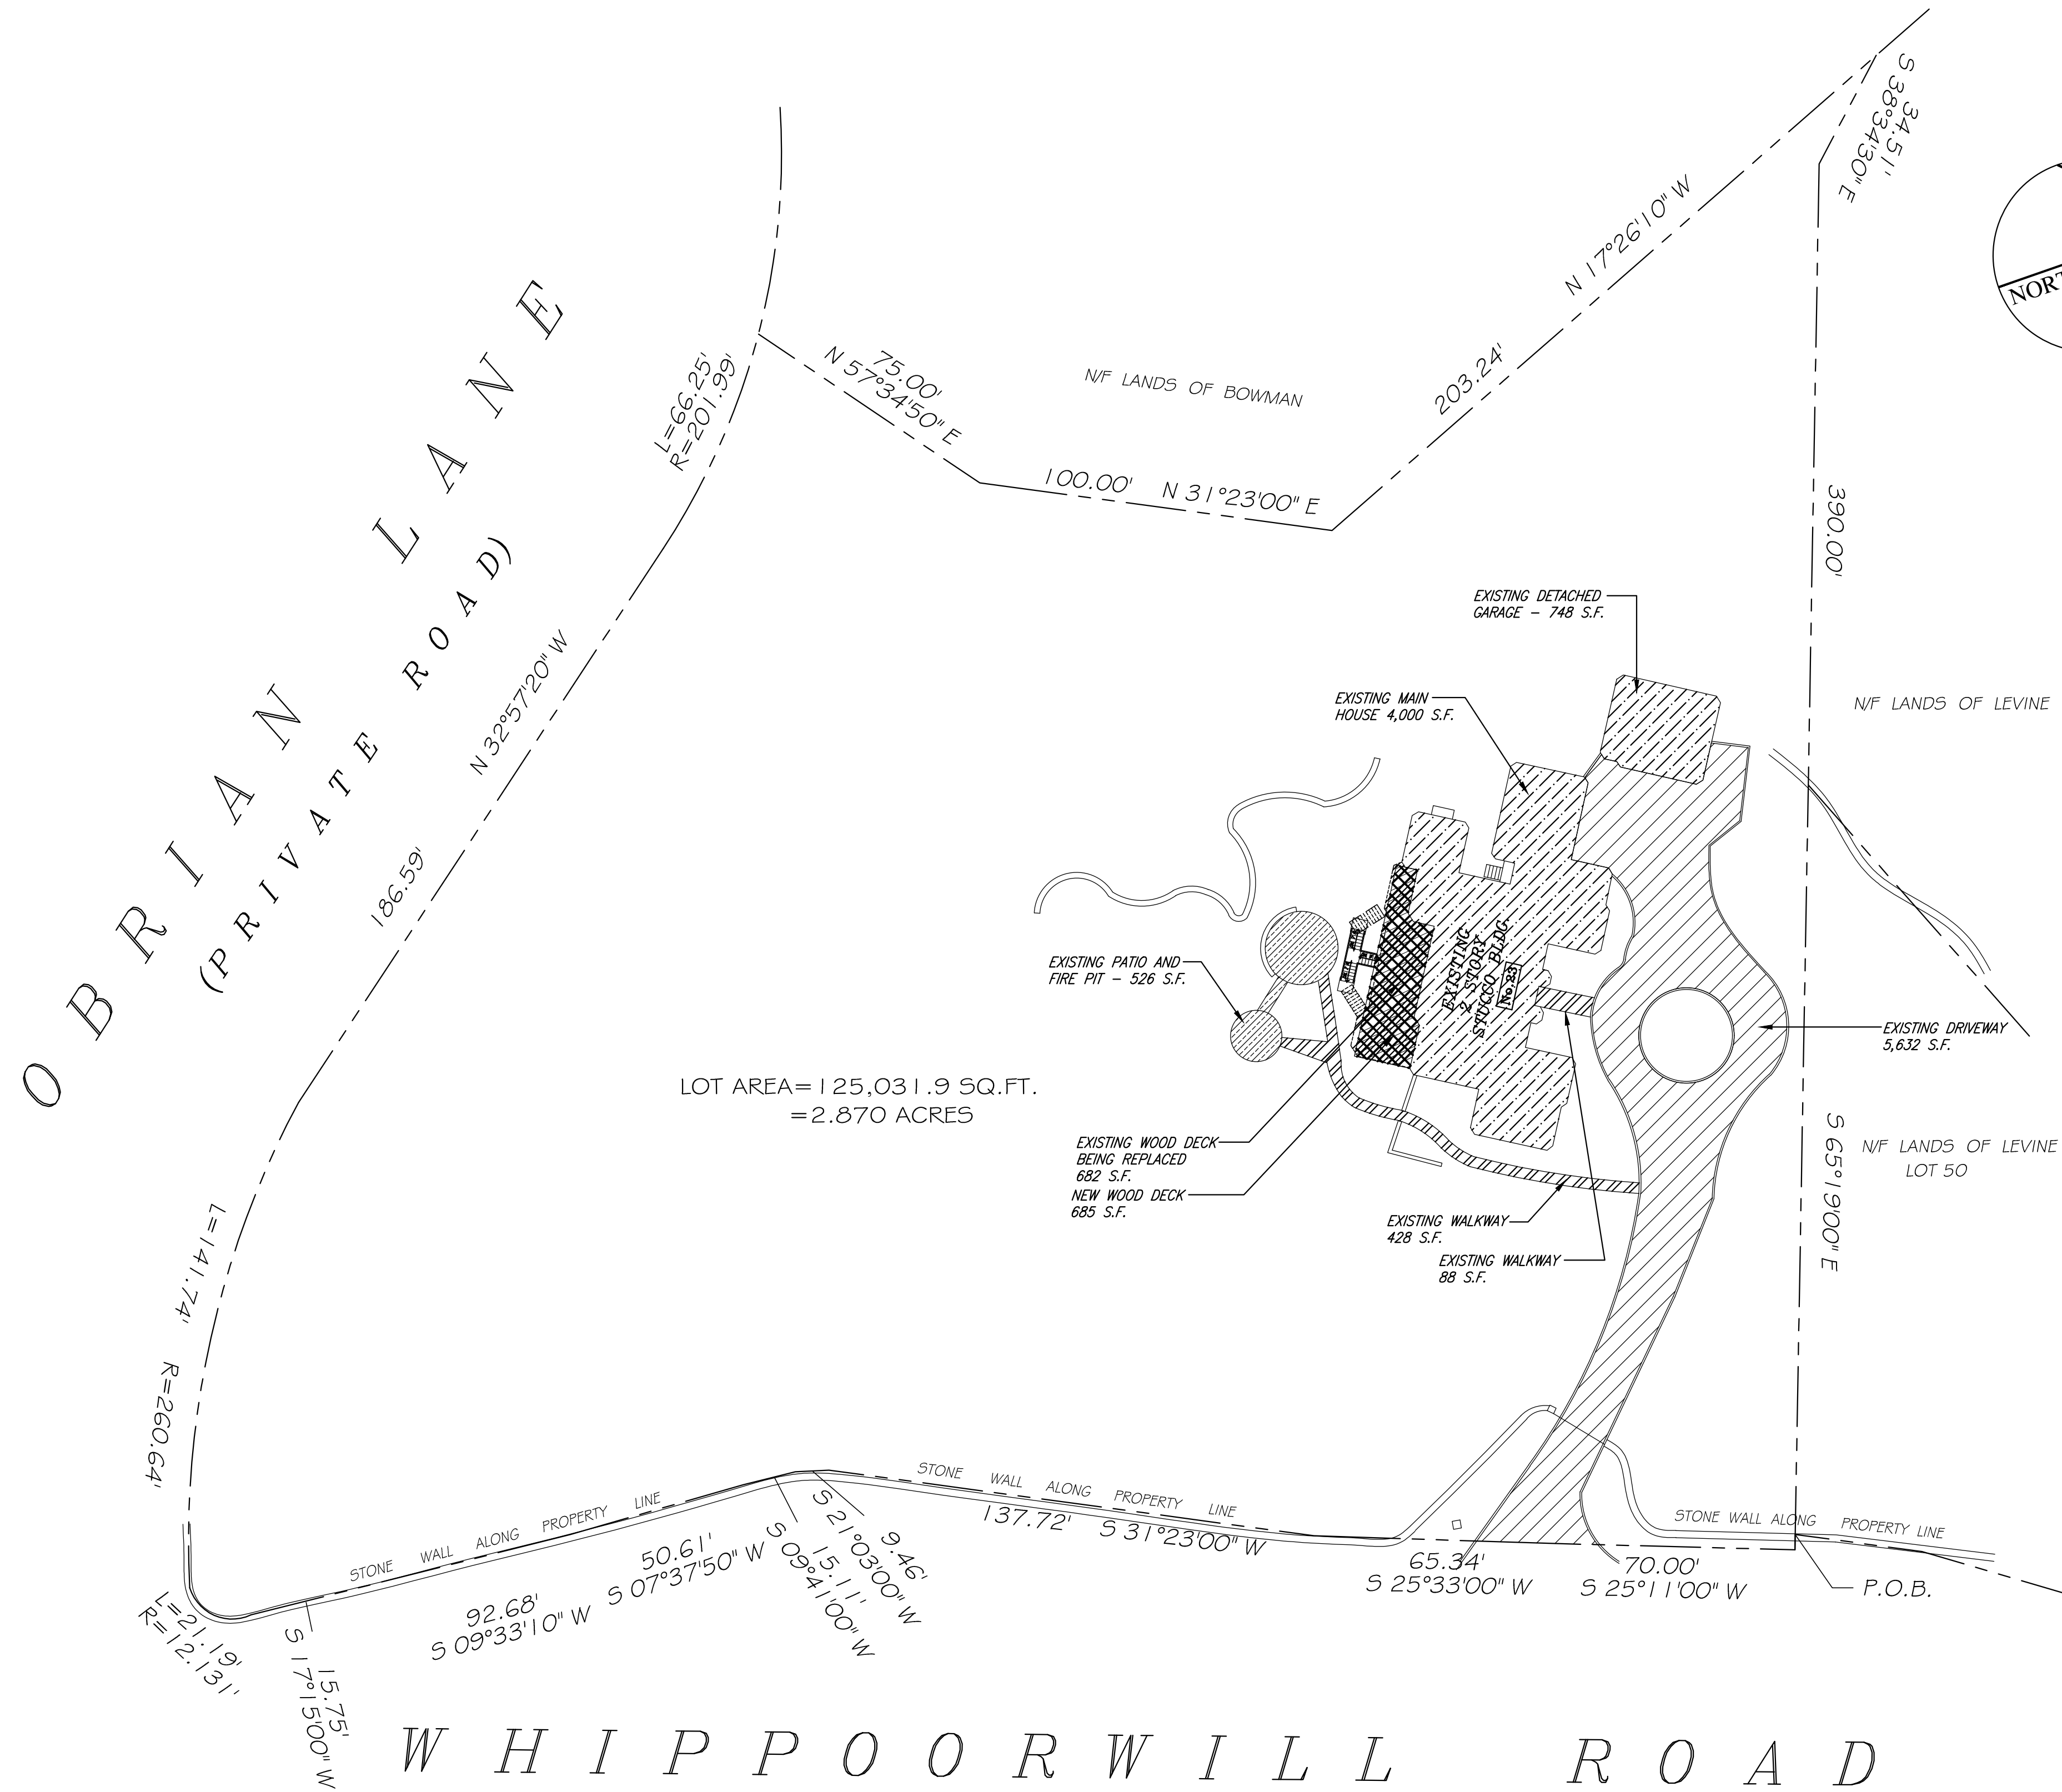 34.51'
S 38°34'30" E
N 17°26'10" W
203.24'
75.00'
N 57°34'50" E
N/F LANDS OF BOWMAN
100.00' N 31°23'00" E
L=66.25'
R=201.99'
OBRIAN LANE
(PRIVATE ROAD)
N 32°57'20" W
186.59'
390.00'
EXISTING DETACHED
GARAGE - 748 S.F.
EXISTING MAIN
HOUSE 4,000 S.F.
N/F LANDS OF LEVINE
EXISTING PATIO AND
FIRE PIT - 526 S.F.
EXISTING
2 STORY
STUCCO BLDG.
No.23
EXISTING DRIVEWAY
5,632 S.F.
LOT AREA=125,031.9 SQ.FT.
=2.870 ACRES
EXISTING WOOD DECK
BEING REPLACED
682 S.F.
NEW WOOD DECK
685 S.F.
S 65°19'00" E
N/F LANDS OF LEVINE
LOT 50
EXISTING WALKWAY
428 S.F.
EXISTING WALKWAY
88 S.F.
L=141.74'
R=260.64'
STONE WALL ALONG PROPERTY LINE
STONE WALL ALONG PROPERTY LINE
STONE WALL ALONG PROPERTY LINE
L=21.19'
R=12.131'
15.75'
S 17°15'00" W
92.68'
S 09°33'10" W
50.61'
S 07°37'50" W
15.11'
S 09°41'00" W
9.46'
S 21°03'00" W
137.72' S 31°23'00" W
65.34'
S 25°33'00" W
70.00'
S 25°11'00" W
P.O.B.
WHIPPOORWILL ROAD